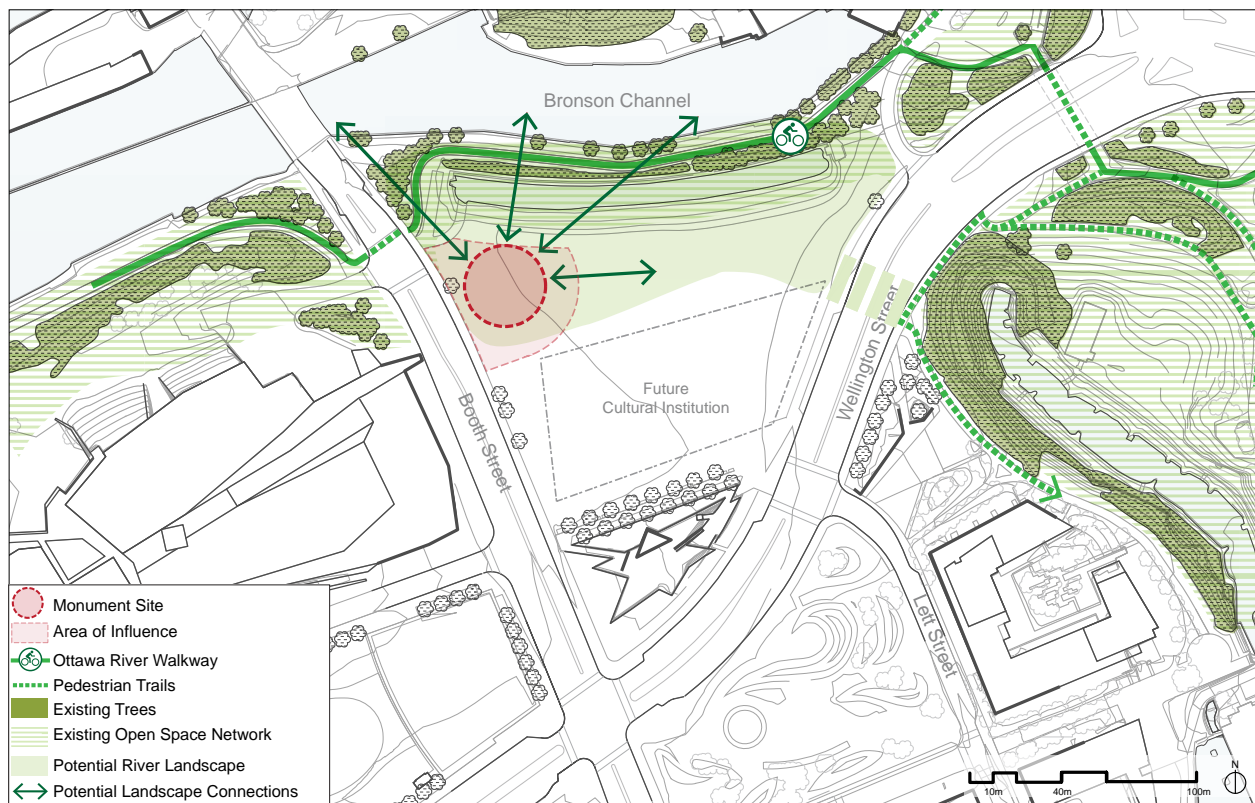 Bronson Channel
Wellington Street
Future
Cultural Institution
Booth Street
Lett Street
Monument Site
Area of Influence
Ottawa River Walkway
Pedestrian Trails
Existing Trees
Existing Open Space Network
Potential River Landscape
Potential Landscape Connections
N
10m 40m 100m